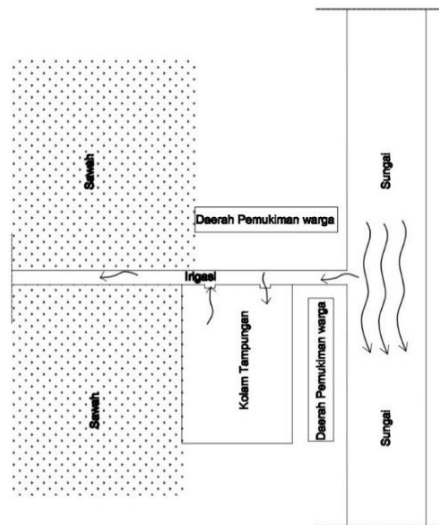 Sawah
Sungai
Daerah Pemukiman warga
Irigasi
Kolam Tampungan
Daerah Pemukiman warga
Sawah
Sungai